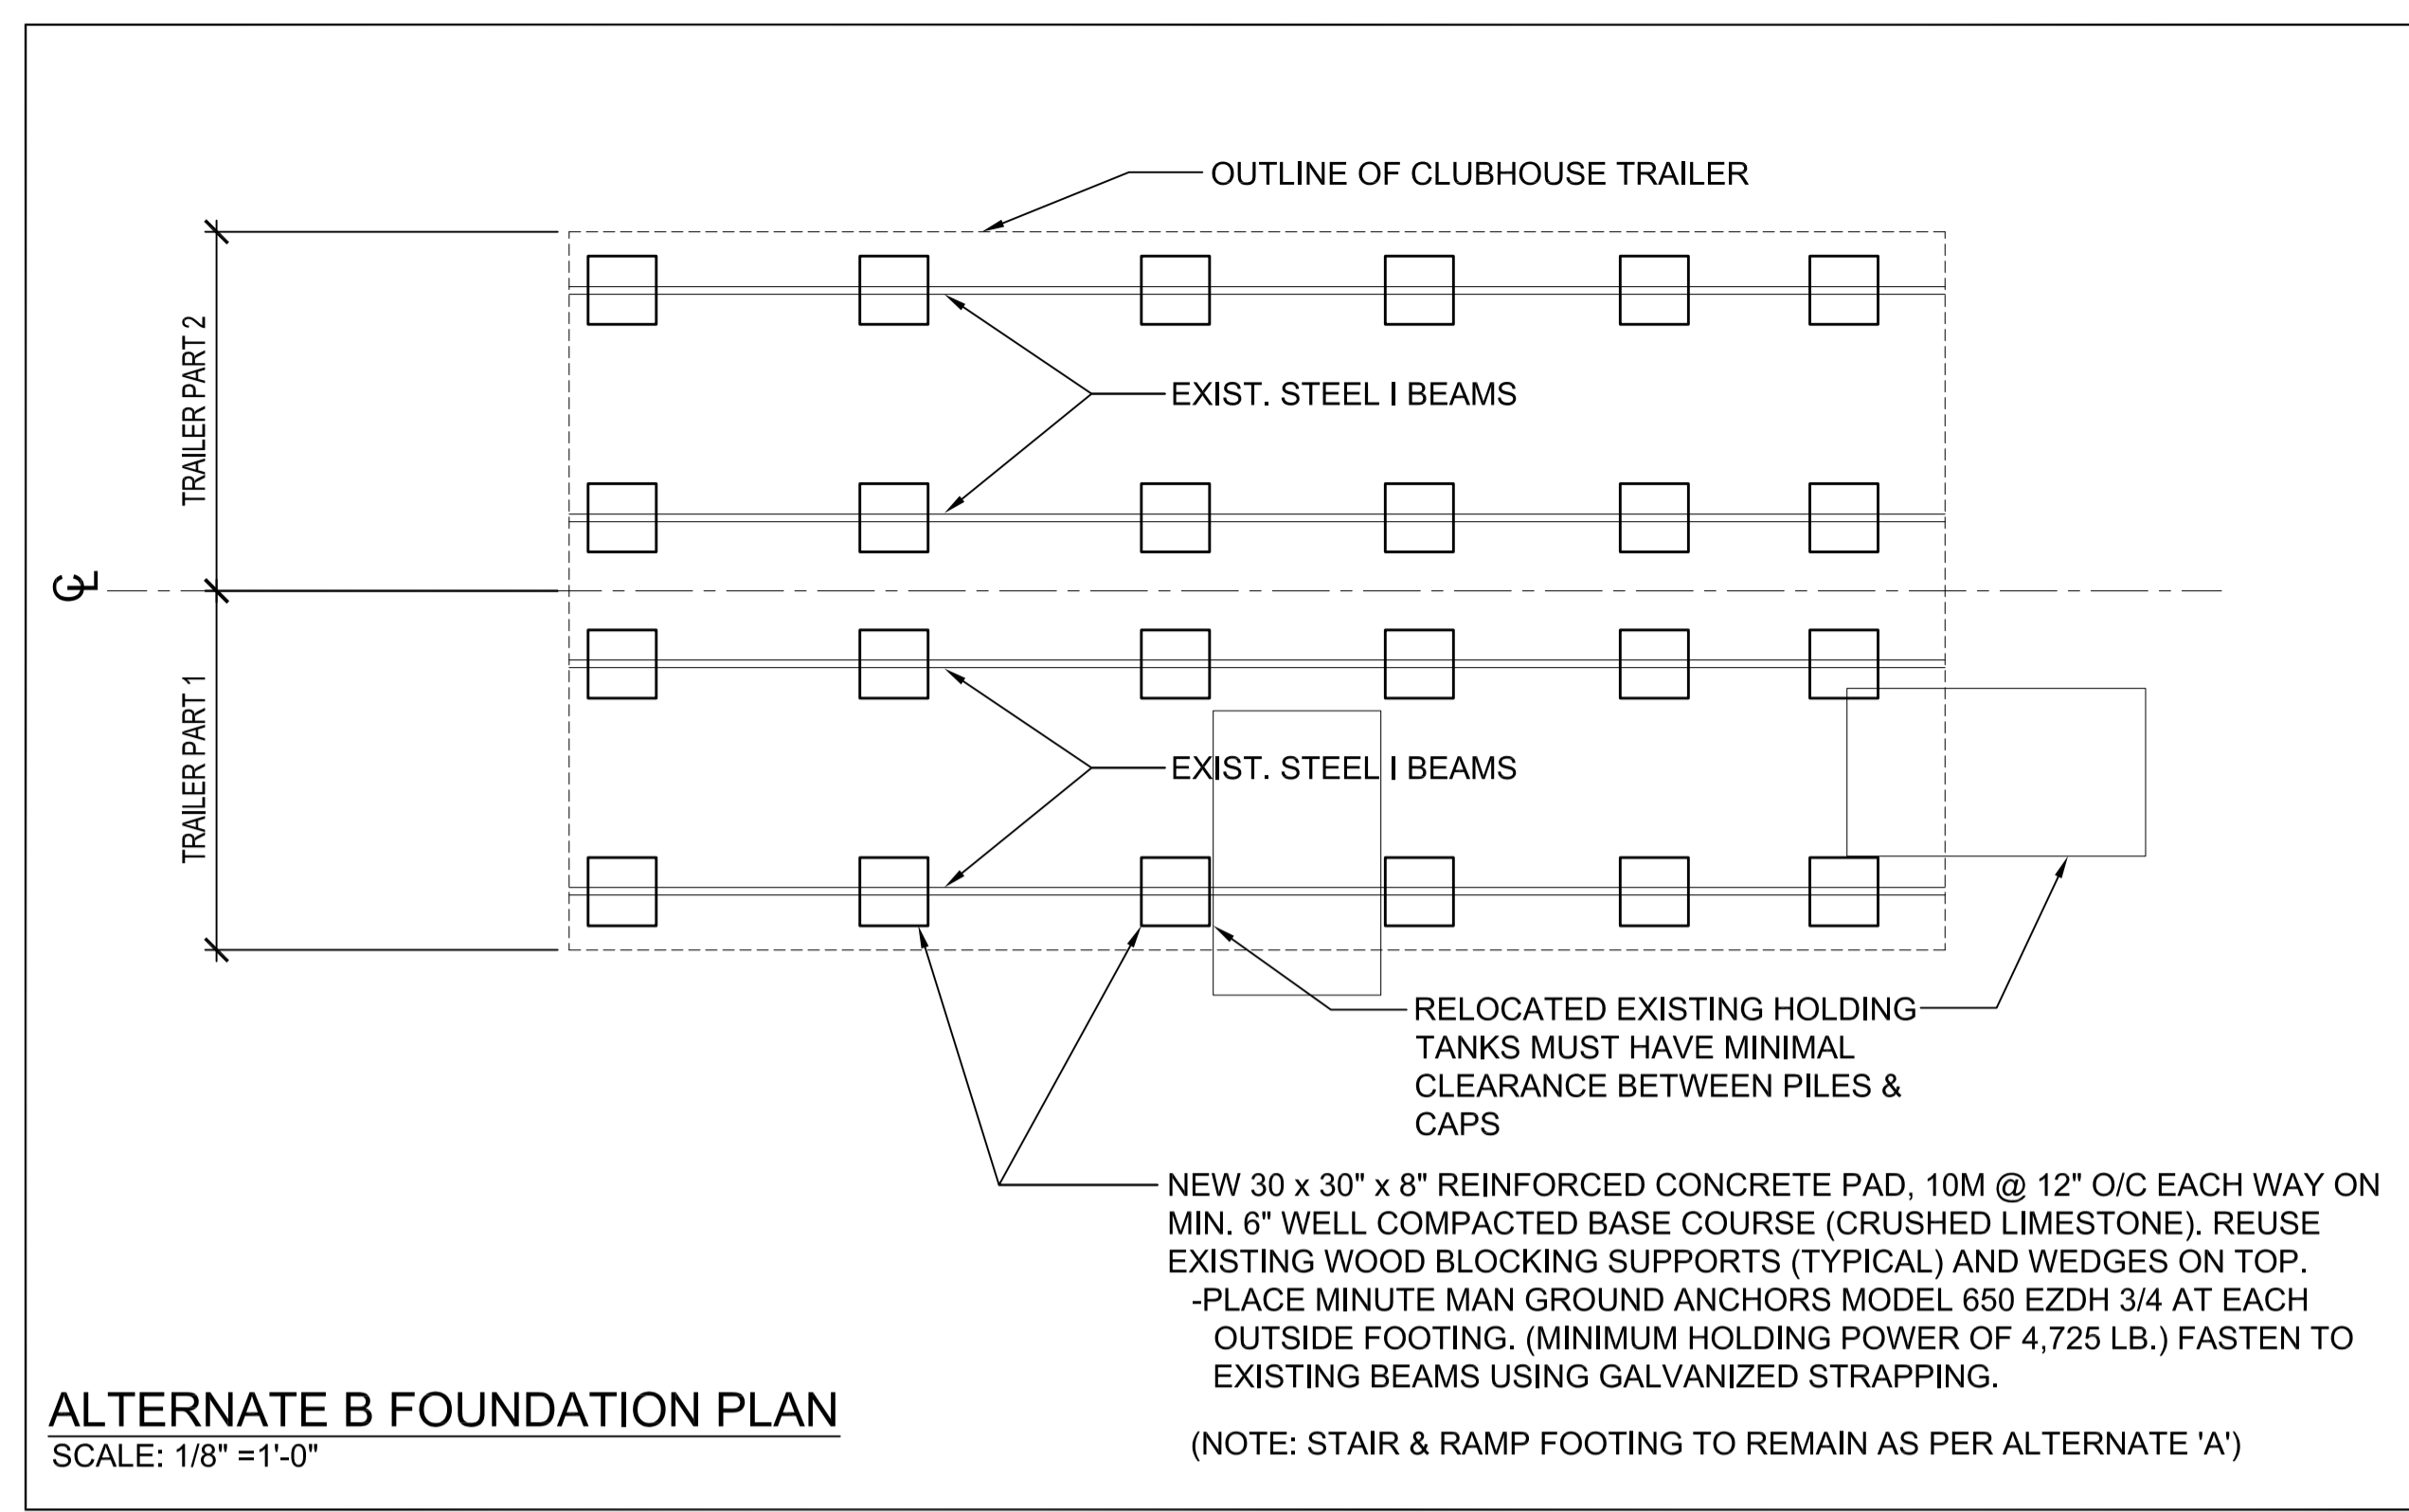 OUTLINE OF CLUBHOUSE TRAILER
TRAILER PART 2
EXIST. STEEL I BEAMS
CL
TRAILER PART 1
EXIST. STEEL I BEAMS
RELOCATED EXISTING HOLDING
TANKS MUST HAVE MINIMAL
CLEARANCE BETWEEN PILES &
CAPS
NEW 30 x 30" x 8" REINFORCED CONCRETE PAD, 10M @ 12" O/C EACH WAY ON
MIN. 6" WELL COMPACTED BASE COURSE (CRUSHED LIMESTONE). REUSE
EXISTING WOOD BLOCKING SUPPORTS (TYPICAL) AND WEDGES ON TOP.
-PLACE MINUTE MAN GROUND ANCHORS MODEL 650 EZDH 3/4 AT EACH
OUTSIDE FOOTING. (MINIMUM HOLDING POWER OF 4,725 LB.) FASTEN TO
EXISTING BEAMS USING GALVANIZED STRAPPING.
(NOTE: STAIR & RAMP FOOTING TO REMAIN AS PER ALTERNATE 'A')
ALTERNATE B FOUNDATION PLAN
SCALE: 1/8" =1'-0"